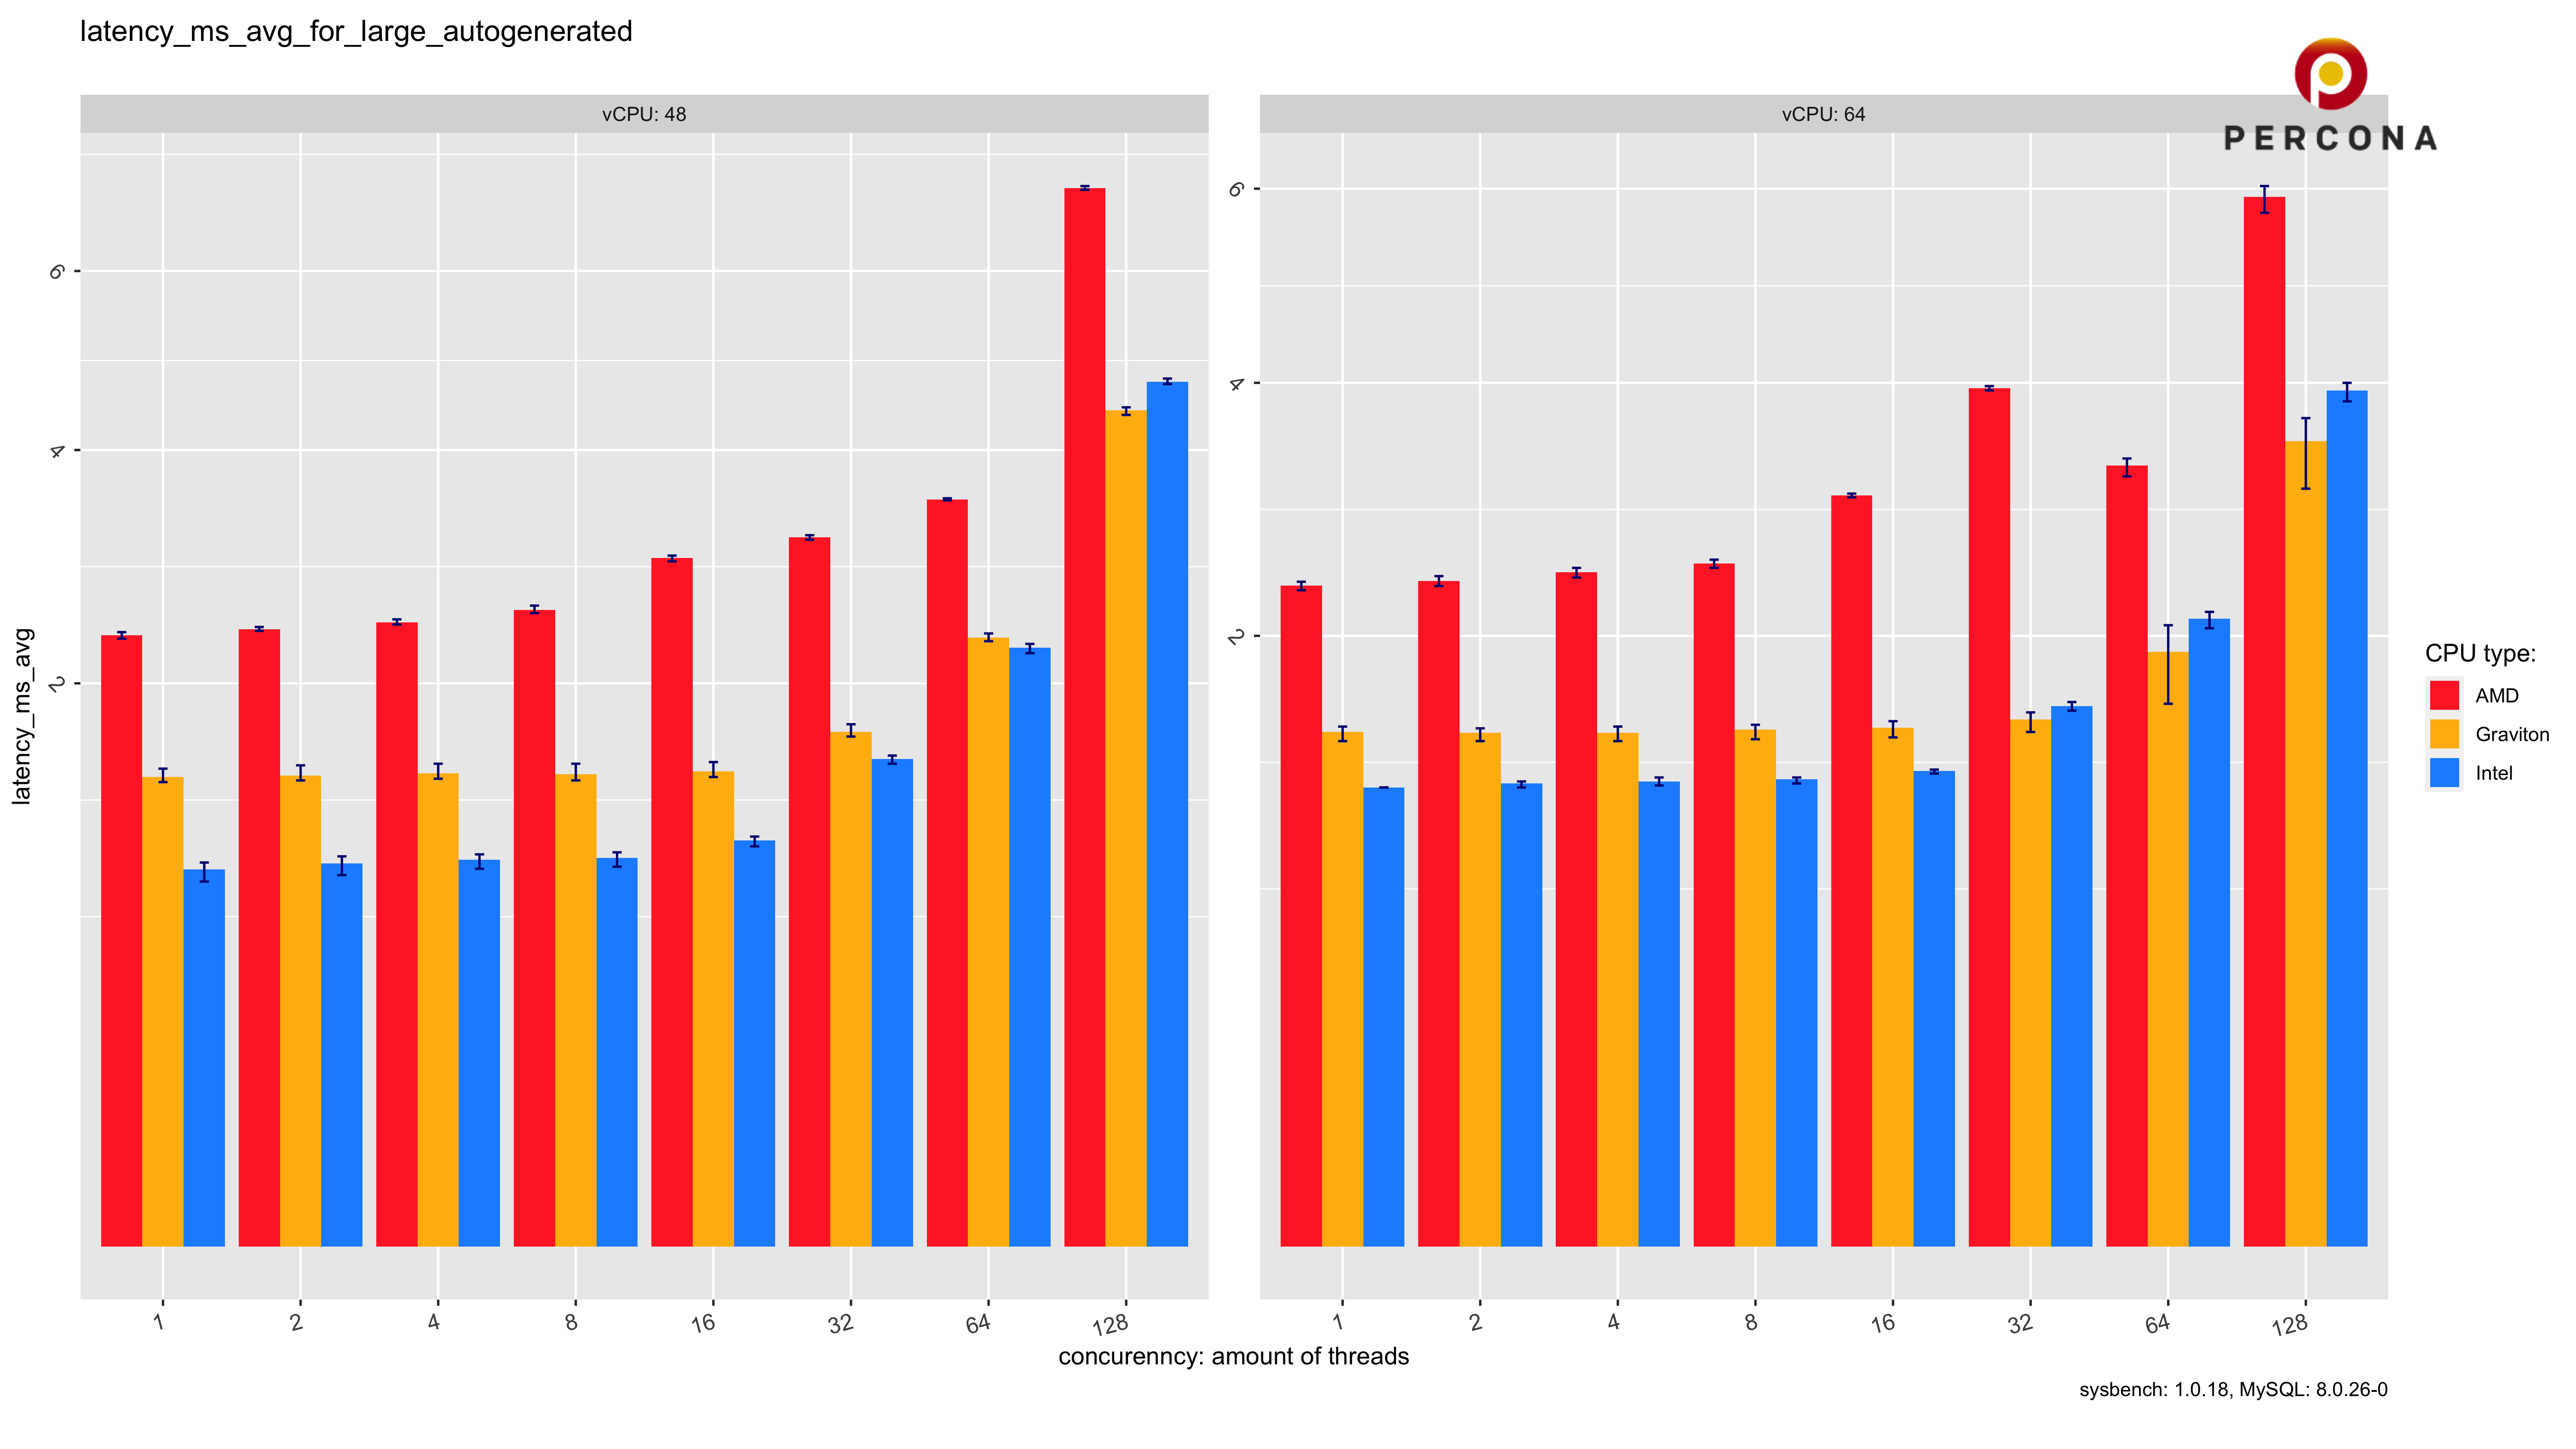 latency_ms_avg_for_large_autogenerated
PERCONA
vCPU: 48
vCPU: 64
latency_ms_avg
6
4
2
6
4
2
1 2 4 8 16 32 64 128
1 2 4 8 16 32 64 128
concurenncy: amount of threads
CPU type:
AMD
Graviton
Intel
sysbench: 1.0.18, MySQL: 8.0.26-0